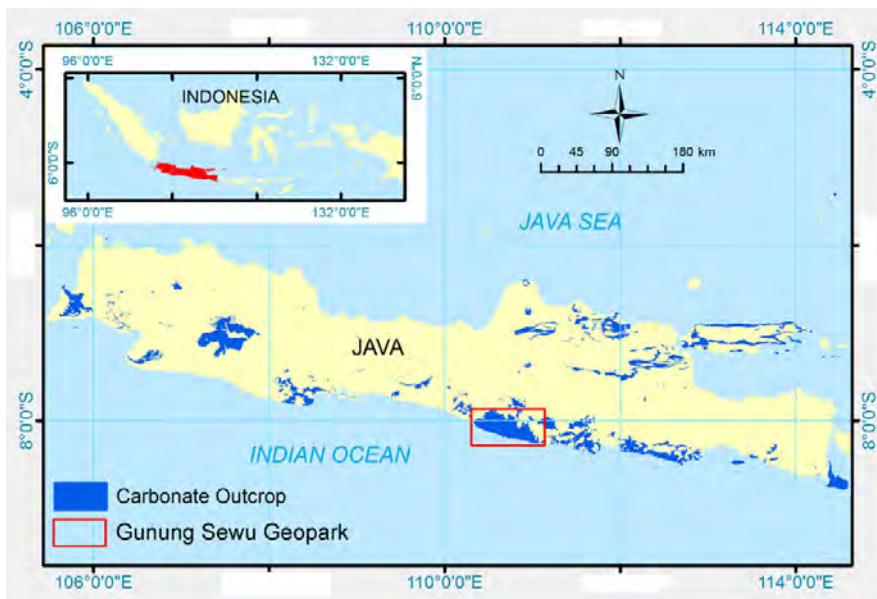 106°0'0"E 110°0'0"E 114°0'0"E
4°0'0"S
4°0'0"S
96°0'0"E 132°0'0"E
6°0'0"N
INDONESIA
6°0'0"S
96°0'0"E 132°0'0"E
N
0 45 90 180 km
JAVA SEA
JAVA
8°0'0"S
8°0'0"S
INDIAN OCEAN
Carbonate Outcrop
Gunung Sewu Geopark
106°0'0"E 110°0'0"E 114°0'0"E